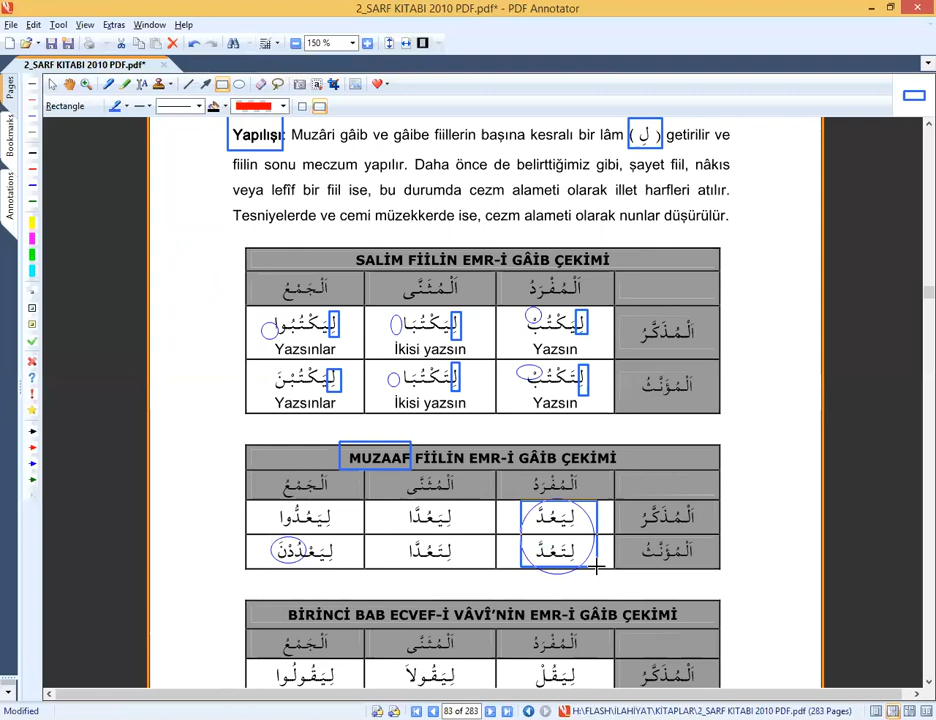 2_SARF KITABI 2010 PDF.pdf* - PDF Annotator
File Edit Tool View Extras Window Help
150 %
2_SARF KITABI 2010 PDF.pdf*
Rectangle
Pages
Bookmarks
Annotations
Yapılışı: Muzâri gâib ve gâibe fiillerin başına kesralı bir lâm ( لِ ) getirilir ve
fiilin sonu meczum yapılır. Daha önce de belirttiğimiz gibi, şayet fiil, nâkıs
veya lefîf bir fiil ise, bu durumda cezm alameti olarak illet harfleri atılır.
Tesniyelerde ve cemi müzekkerde ise, cezm alameti olarak nunlar düşürülür.
SALİM FİİLİN EMR-İ GÂİB ÇEKİMİ
اَلْمُفْرَدُ اَلْمُثَنَّى اَلْجَمْعُ
اَلْمُذَكَّرُ لِيَكْتُبْ لِيَكْتُبَا لِيَكْتُبُوا
Yazsınlar İkisi yazsın Yazsın
اَلْمُؤَنَّثُ لِتَكْتُبْ لِتَكْتُبَا لِيَكْتُبْنَ
Yazsınlar İkisi yazsın Yazsın
MUZAAF FİİLİN EMR-İ GÂİB ÇEKİMİ
اَلْمُفْرَدُ اَلْمُثَنَّى اَلْجَمْعُ
اَلْمُذَكَّرُ لِيَعُدَّ لِيَعُدَّا لِيَعُدُّوا
اَلْمُؤَنَّثُ لِتَعُدَّ لِتَعُدَّا لِيَعْدُدْنَ
BİRİNCİ BAB ECVEF-İ VÂVÎ’NİN EMR-İ GÂİB ÇEKİMİ
اَلْمُفْرَدُ اَلْمُثَنَّى اَلْجَمْعُ
اَلْمُذَكَّرُ لِيَقُلْ لِيَقُولاَ لِيَقُولُوا
Modified
83 of 283
H:\FLASH\İLAHİYAT\KITAPLAR\2_SARF KITABI 2010 PDF.pdf (283 Pages)